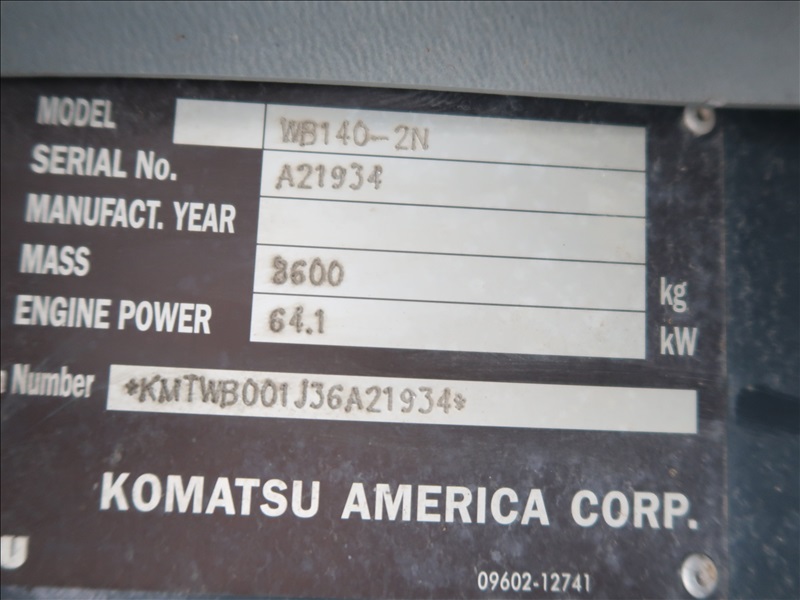 MODEL WB140-2N
SERIAL No. A21934
MANUFACT. YEAR
MASS 8600 kg
ENGINE POWER 64.1 kW
Number *KMTWB001J36A21934*
KOMATSU AMERICA CORP.
09602-12741